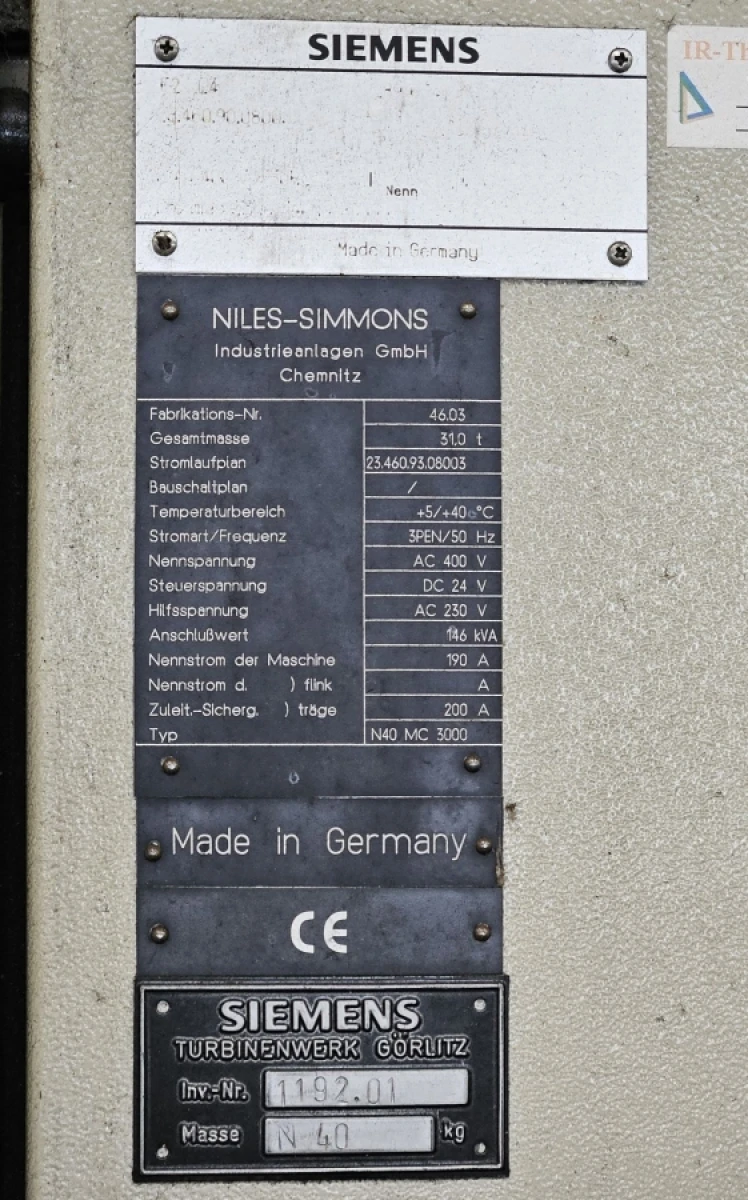 SIEMENS
Nenn
Made in Germany
IR-T
NILES-SIMMONS
Industrieanlagen GmbH
Chemnitz
Fabrikations-Nr. 46.03
Gesamtmasse 31,0 t
Stromlaufplan 23.460.93.08003
Bauschaltplan /
Temperaturbereich +5/+40 °C
Stromart/Frequenz 3PEN/50 Hz
Nennspannung AC 400 V
Steuerspannung DC 24 V
Hilfsspannung AC 230 V
Anschlußwert 146 kVA
Nennstrom der Maschine 190 A
Nennstrom d. ) flink A
Zuleit.-Sicherg. ) träge 200 A
Typ N40 MC 3000
Made in Germany
CE
SIEMENS
TURBINENWERK GÖRLITZ
Inv.-Nr. 1192.01
Masse N 40 kg